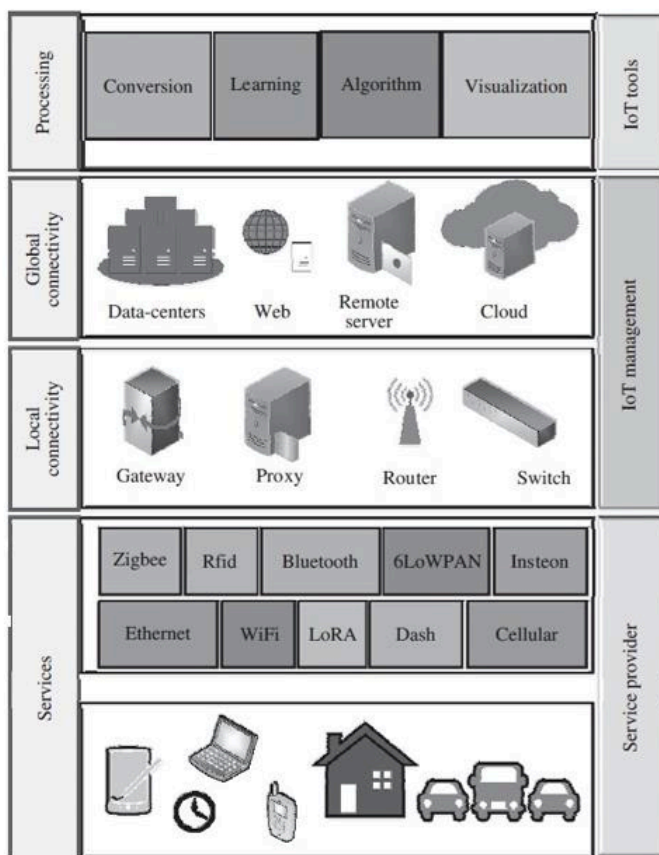 Processing
Conversion
Learning
Algorithm
Visualization
IoT tools
Global
connectivity
Data-centers
Web
Remote
server
Cloud
IoT management
Local
connectivity
Gateway
Proxy
Router
Switch
Services
Zigbee
Rfid
Bluetooth
6LoWPAN
Insteon
Ethernet
WiFi
LoRA
Dash
Cellular
Service provider